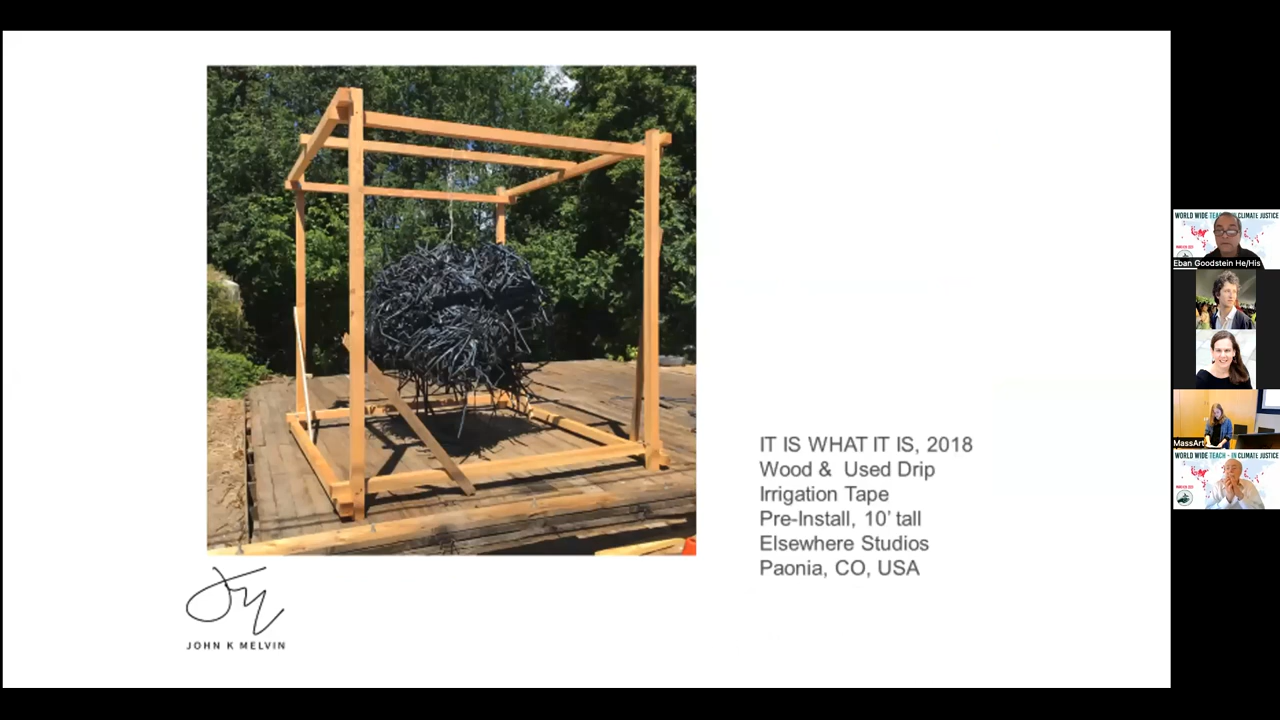 IT IS WHAT IT IS, 2018
Wood & Used Drip
Irrigation Tape
Pre-Install, 10' tall
Elsewhere Studios
Paonia, CO, USA
JOHN K MELVIN
WORLD WIDE TEACH-IN CLIMATE JUSTICE
Eban Goodstein He/His
MassArt
WORLD WIDE TEACH-IN CLIMATE JUSTICE